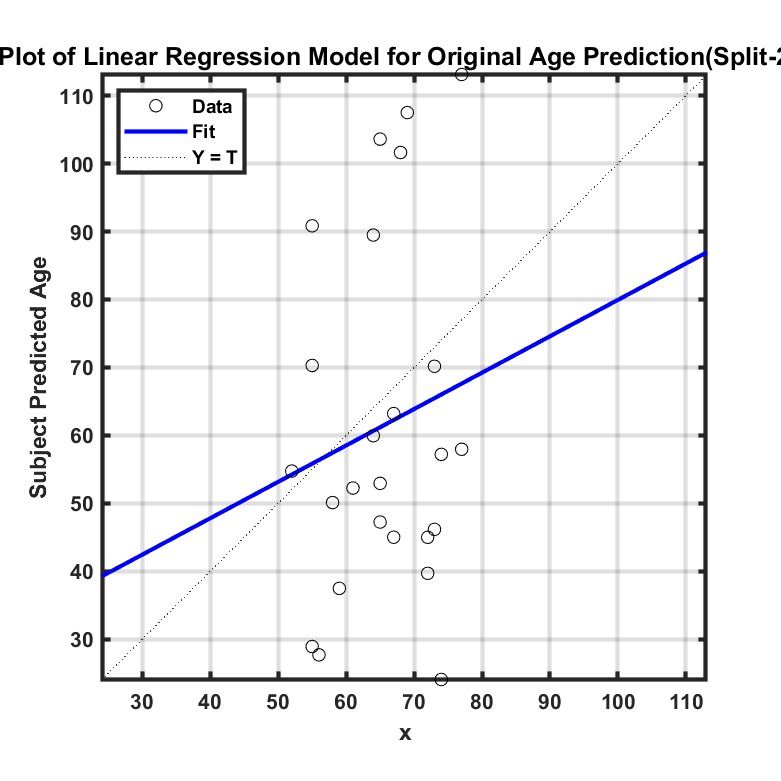 Plot of Linear Regression Model for Original Age Prediction(Split-2
Data
Fit
Y = T
110
100
90
80
70
60
50
40
30
Subject Predicted Age
30 40 50 60 70 80 90 100 110
x